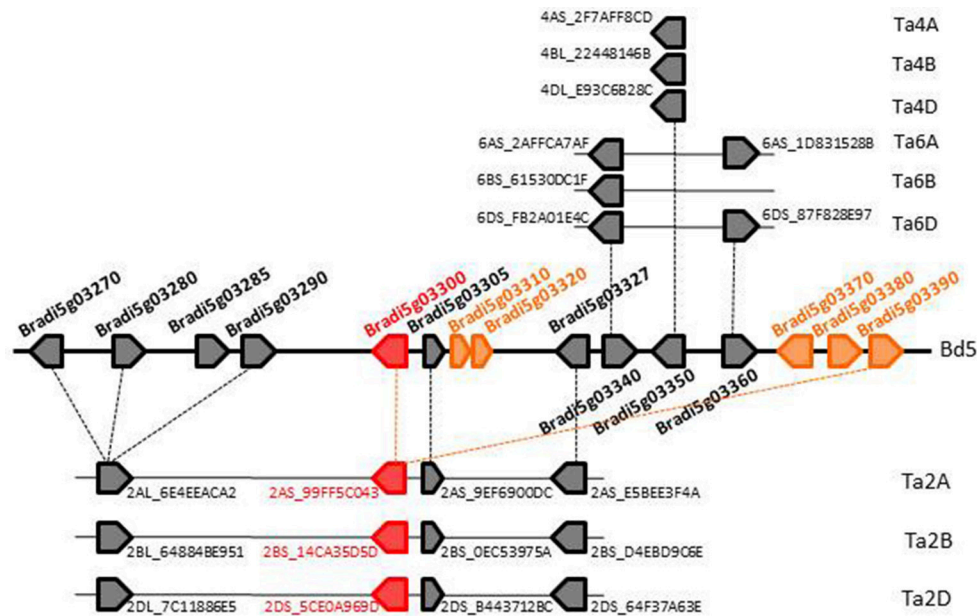 4AS_2F7AFF8CD Ta4A
4BL_22448146B Ta4B
4DL_E93C6B28C Ta4D
6AS_2AFFCA7AF 6AS_1D831528B Ta6A
6BS_61530DC1F Ta6B
6DS_FB2A01E4C 6DS_87F828E97 Ta6D
Bradi5g03270
Bradi5g03280
Bradi5g03285
Bradi5g03290
Bradi5g03300
Bradi5g03305
Bradi5g03310
Bradi5g03320
Bradi5g03327
Bradi5g03370
Bradi5g03380
Bradi5g03390
Bd5
Bradi5g03340
Bradi5g03350
Bradi5g03360
2AL_6E4EEACA2 2AS_99FF5C043 2AS_9EF6900DC 2AS_E5BEE3F4A Ta2A
2BL_64884BE951 2BS_14CA35D5D 2BS_0EC53975A 2BS_D4EBD9C6E Ta2B
2DL_7C11886E5 2DS_5CE0A969D 2DS_B443712BC 2DS_64F37A63E Ta2D